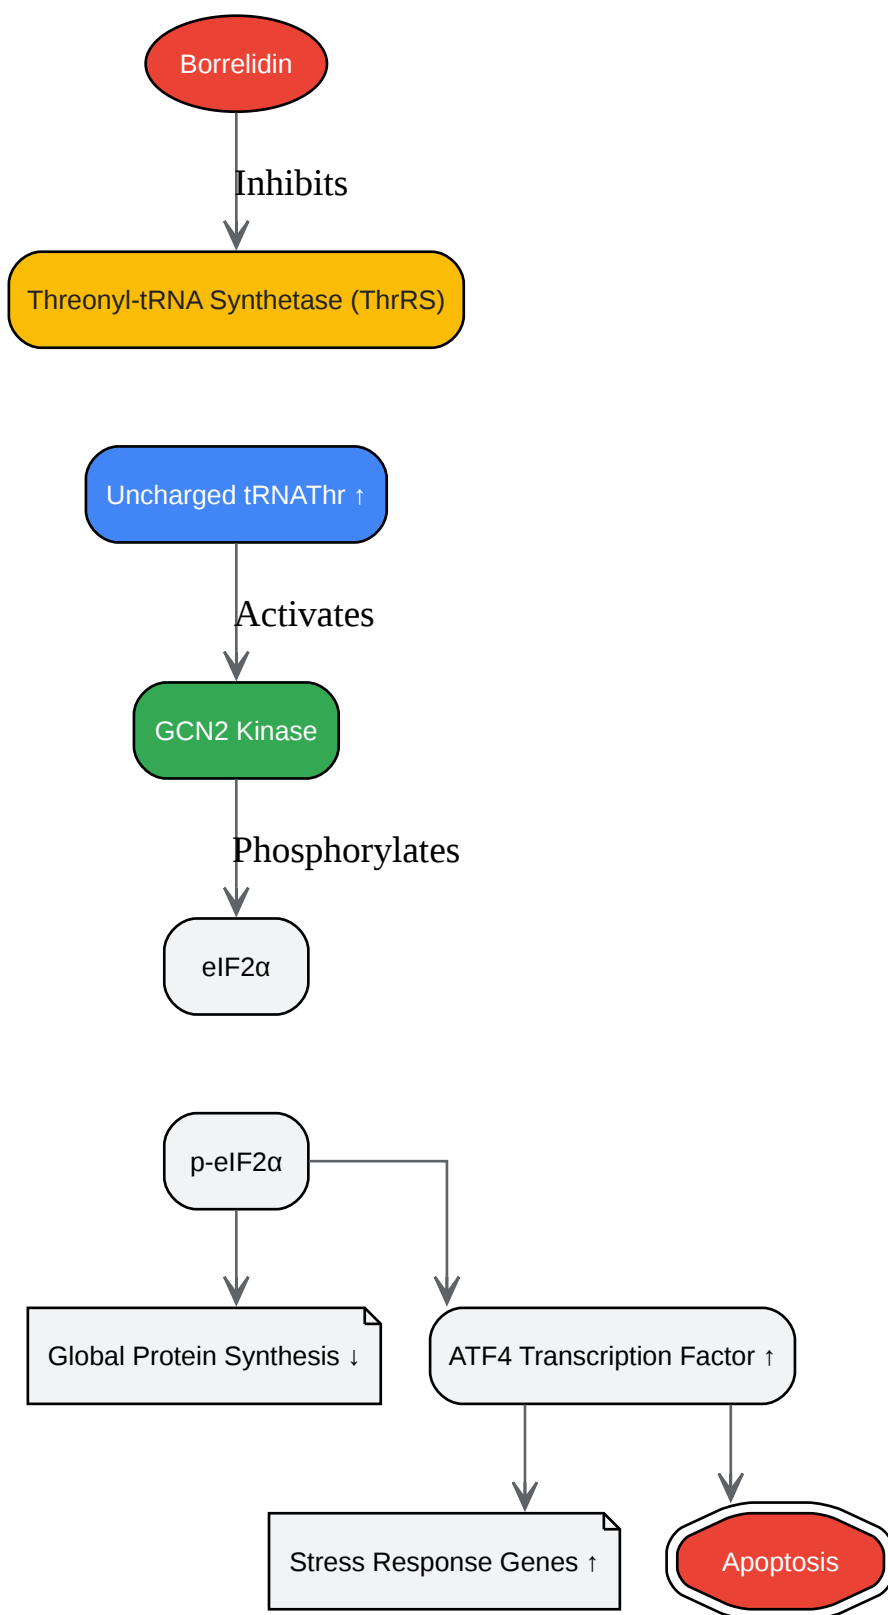 Borrelidin
Inhibits
Threonyl-tRNA Synthetase (ThrRS)
Uncharged tRNAThr ↑
Activates
GCN2 Kinase
Phosphorylates
eIF2α
p-eIF2α
Global Protein Synthesis ↓
ATF4 Transcription Factor ↑
Stress Response Genes ↑
Apoptosis